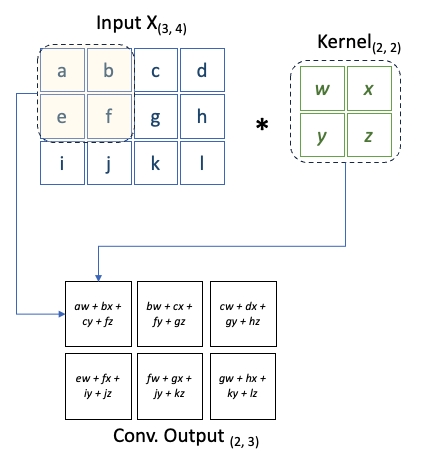 Input X(3, 4)
Kernel(2, 2)
a b c d
e f g h
i j k l
*
w x
y z
aw + bx +
cy + fz
bw + cx +
fy + gz
cw + dx +
gy + hz
ew + fx +
iy + jz
fw + gx +
jy + kz
gw + hx +
ky + lz
Conv. Output (2, 3)